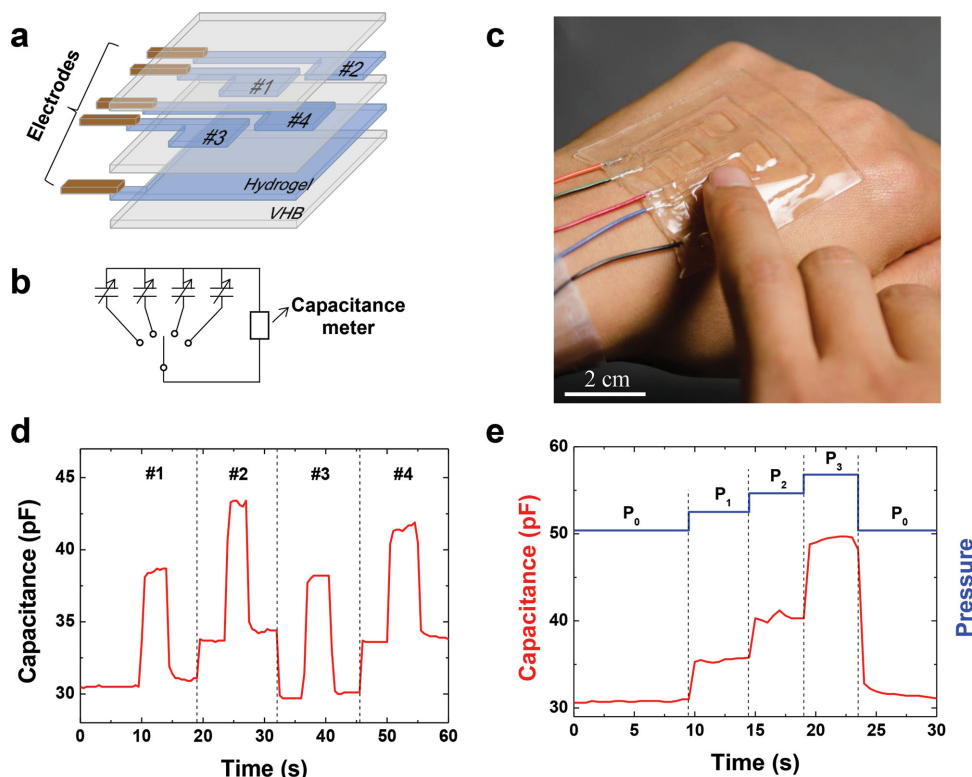 a
Electrodes
#2
#1
#4
#3
Hydrogel
VHB
b
Capacitance
meter
c
2 cm
d
Capacitance (pF)
45
40
35
30
#1 #2 #3 #4
0 10 20 30 40 50 60
Time (s)
e
Capacitance (pF)
60
50
40
30
P0 P1 P2 P3 P0
Pressure
0 5 10 15 20 25 30
Time (s)